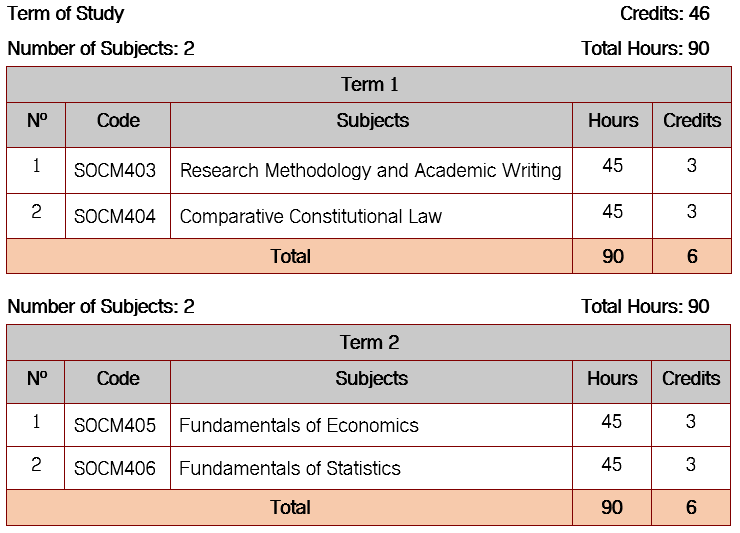 Term of Study Credits: 46
Number of Subjects: 2 Total Hours: 90
Term 1
Nº Code Subjects Hours Credits
1 SOCM403 Research Methodology and Academic Writing 45 3
2 SOCM404 Comparative Constitutional Law 45 3
Total 90 6
Number of Subjects: 2 Total Hours: 90
Term 2
Nº Code Subjects Hours Credits
1 SOCM405 Fundamentals of Economics 45 3
2 SOCM406 Fundamentals of Statistics 45 3
Total 90 6